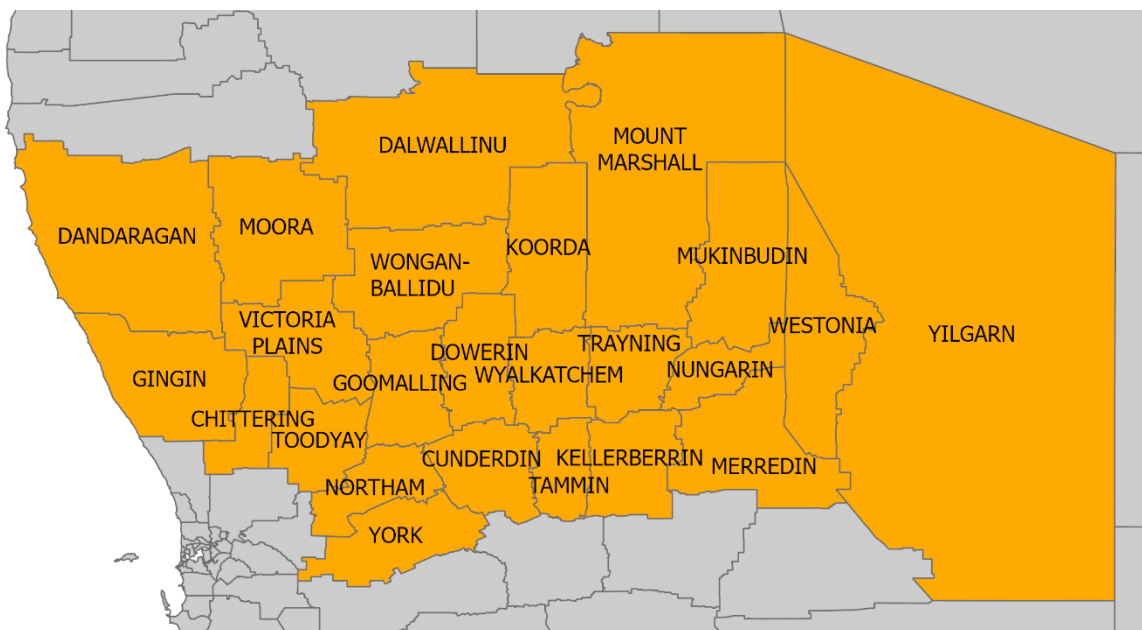 DALWALLINU
MOUNT
MARSHALL
DANDARAGAN
MOORA
KOORDA
MUKINBUDIN
WONGAN-
BALLIDU
VICTORIA
PLAINS
WESTONIA
YILGARN
DOWERIN
TRAYNING
GINGIN
GOOMALLING
WYALKATCHEM
NUNGARIN
CHITTERING
TOODYAY
CUNDERDIN
KELLERBERRIN
MERREDIN
NORTHAM
TAMMIN
YORK